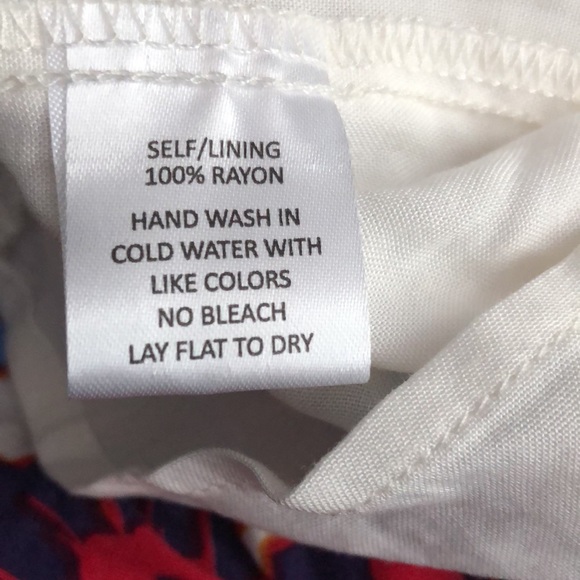 SELF/LINING
100% RAYON
HAND WASH IN
COLD WATER WITH
LIKE COLORS
NO BLEACH
LAY FLAT TO DRY